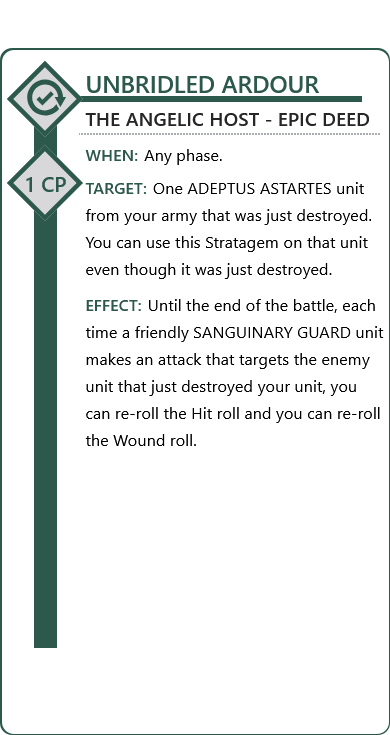 UNBRIDLED ARDOUR
THE ANGELIC HOST - EPIC DEED
WHEN: Any phase.
1 CP
TARGET: One ADEPTUS ASTARTES unit
from your army that was just destroyed.
You can use this Stratagem on that unit
even though it was just destroyed.
EFFECT: Until the end of the battle, each
time a friendly SANGUINARY GUARD unit
makes an attack that targets the enemy
unit that just destroyed your unit, you
can re-roll the Hit roll and you can re-roll
the Wound roll.